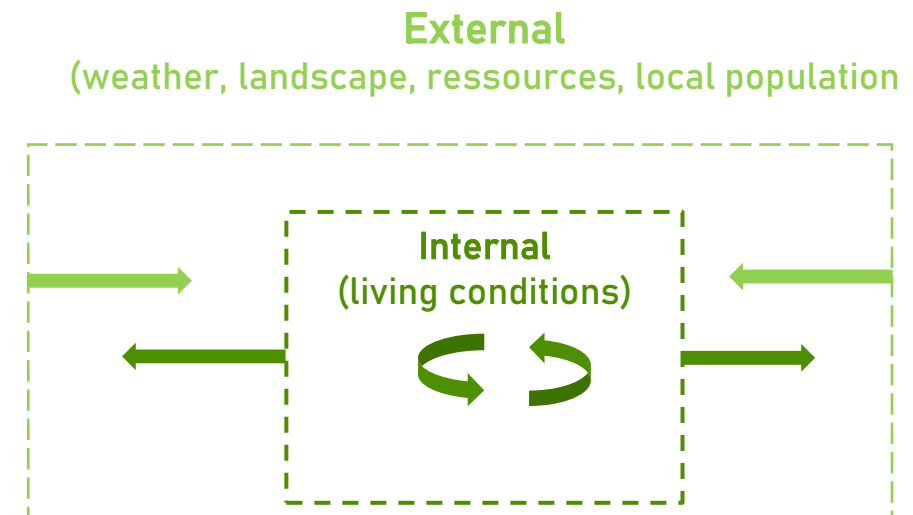 External
(weather, landscape, ressources, local population
Internal
(living conditions)